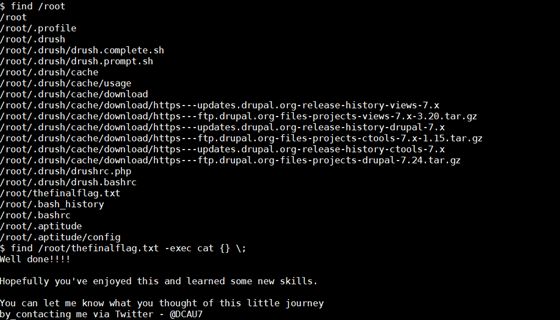 $ find /root
/root
/root/.profile
/root/.drush
/root/.drush/drush.complete.sh
/root/.drush/drush.prompt.sh
/root/.drush/cache
/root/.drush/cache/usage
/root/.drush/cache/download
/root/.drush/cache/download/https---updates.drupal.org-release-history-views-7.x
/root/.drush/cache/download/https---ftp.drupal.org-files-projects-views-7.x-3.20.tar.gz
/root/.drush/cache/download/https---updates.drupal.org-release-history-drupal-7.x
/root/.drush/cache/download/https---ftp.drupal.org-files-projects-ctools-7.x-1.15.tar.gz
/root/.drush/cache/download/https---updates.drupal.org-release-history-ctools-7.x
/root/.drush/cache/download/https---ftp.drupal.org-files-projects-drupal-7.24.tar.gz
/root/.drush/drushrc.php
/root/.drush/drush.bashrc
/root/thefinalflag.txt
/root/.bash_history
/root/.bashrc
/root/.aptitude
/root/.aptitude/config
$ find /root/thefinalflag.txt -exec cat {} \;
Well done!!!!
Hopefully you've enjoyed this and learned some new skills.
You can let me know what you thought of this little journey
by contacting me via Twitter - @DCAU7